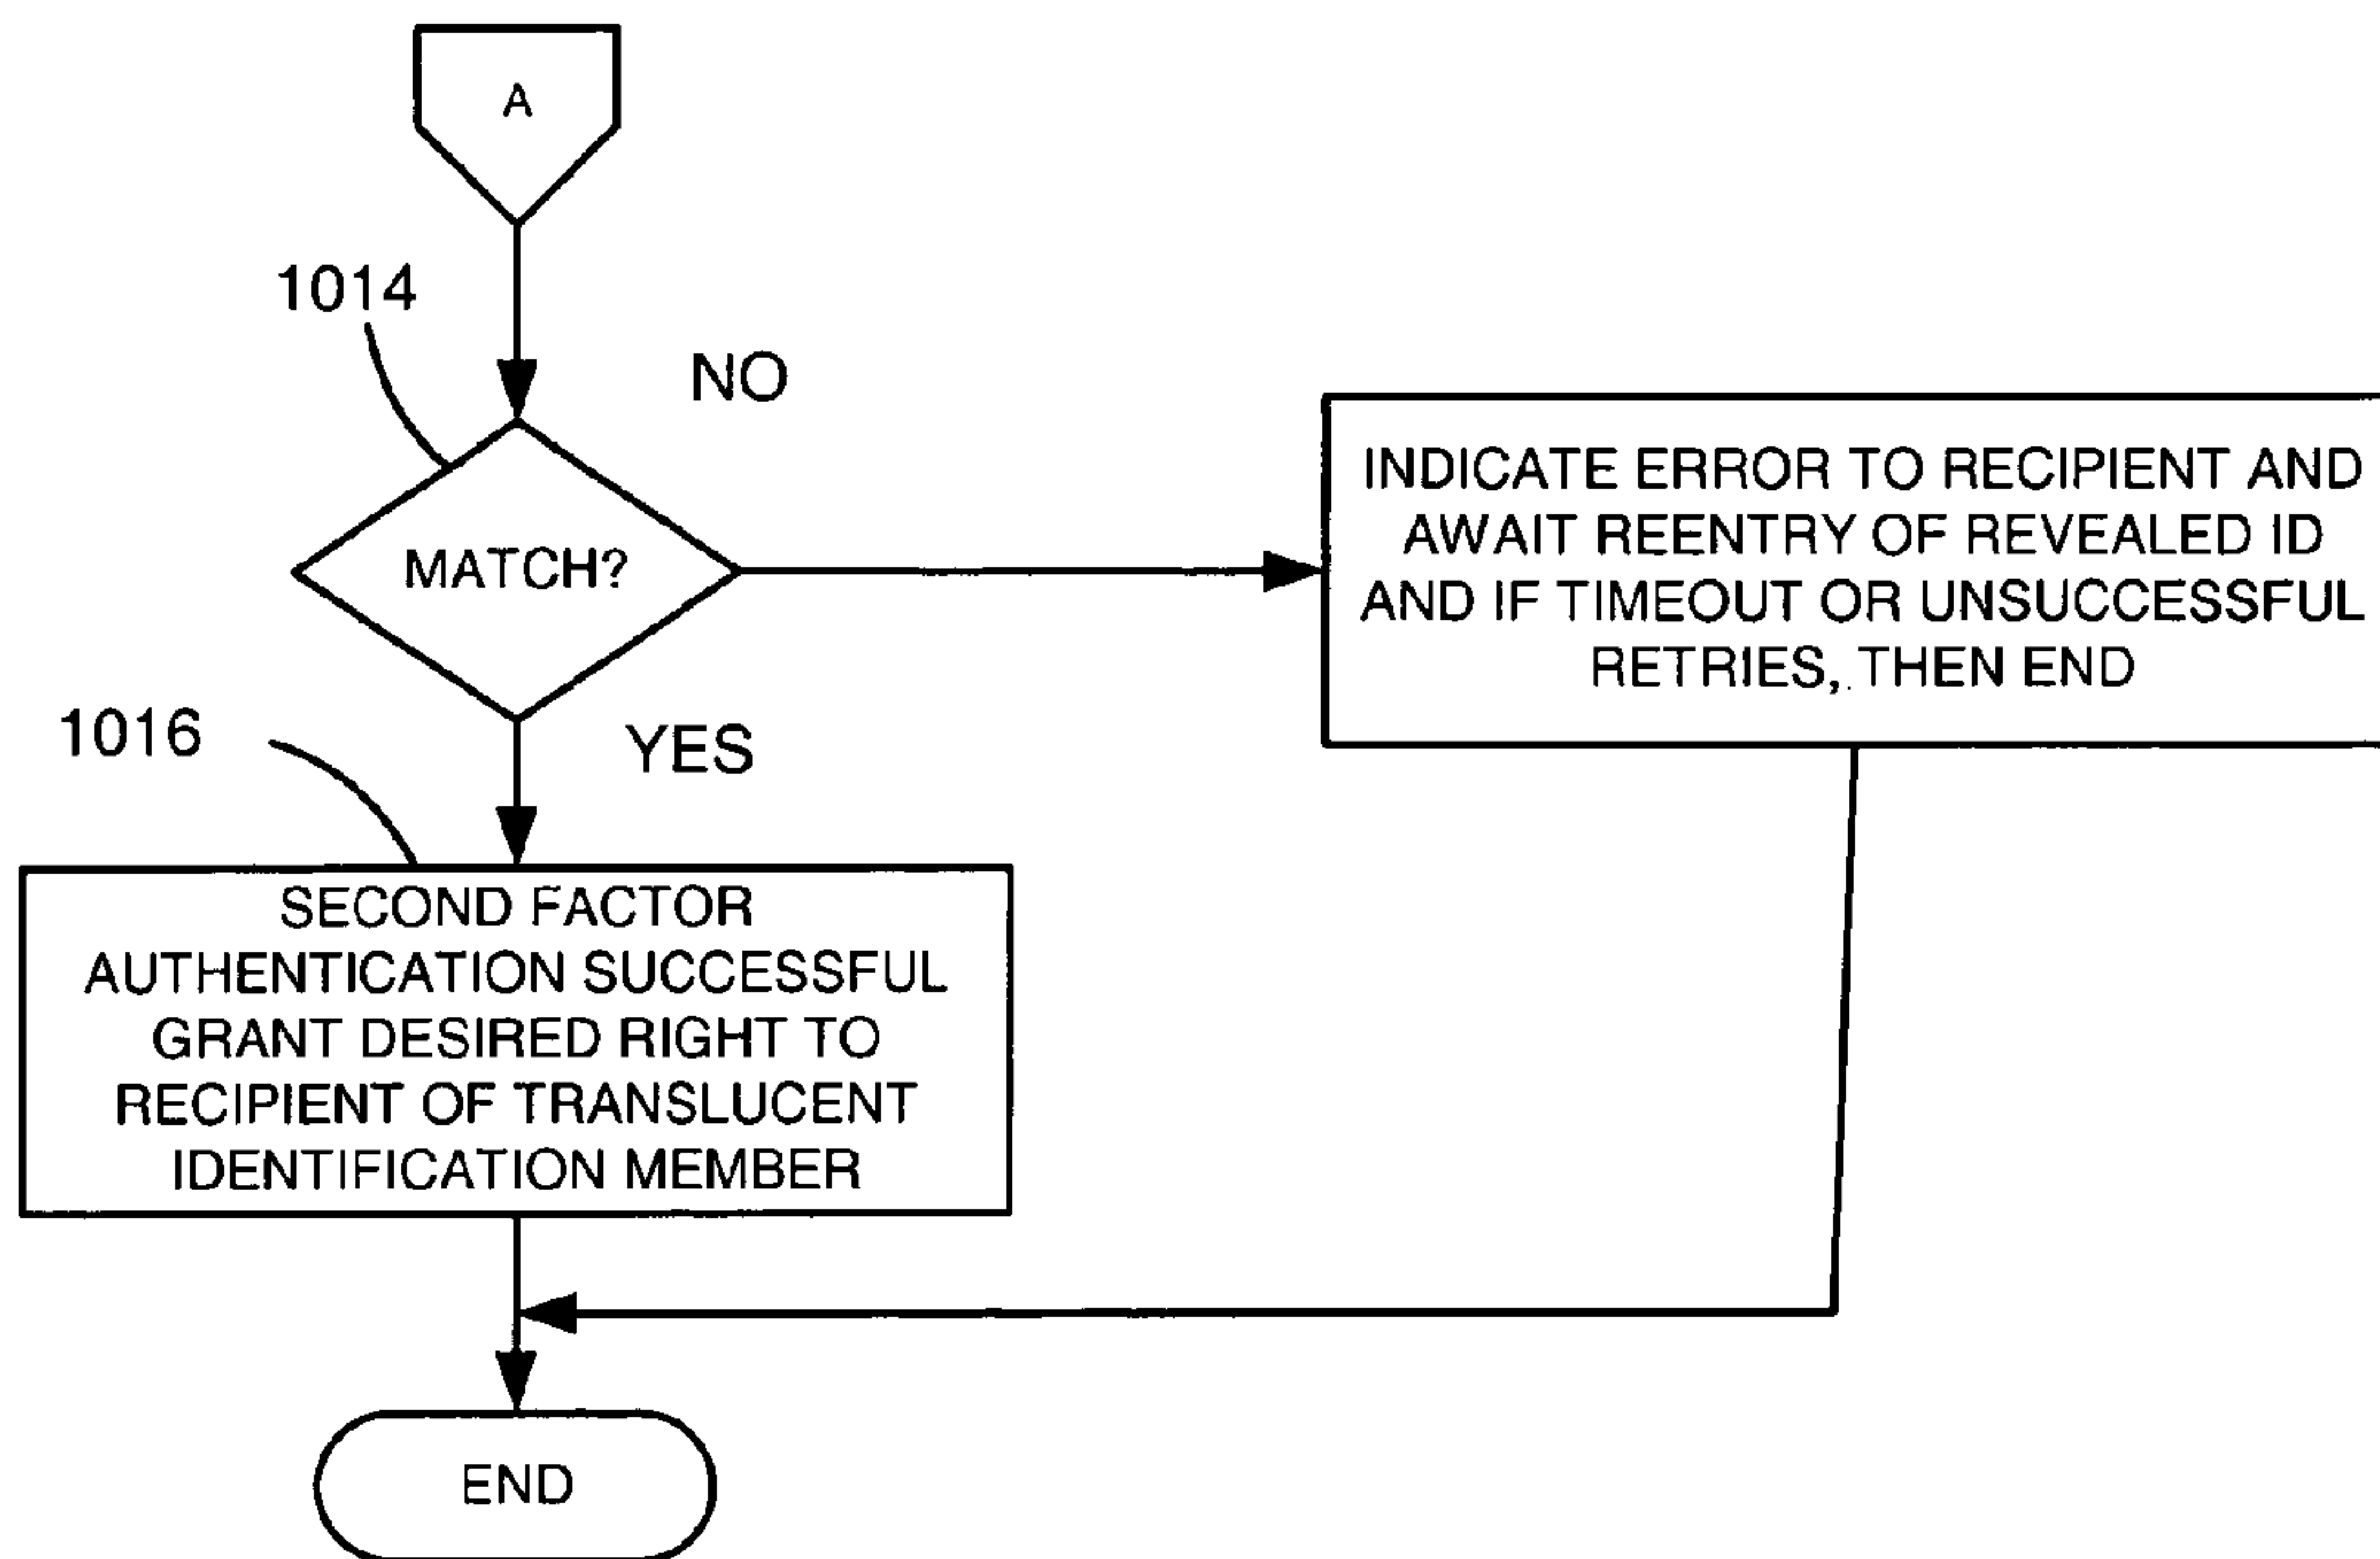 A
1014
NO
MATCH?
INDICATE ERROR TO RECIPIENT AND
AWAIT REENTRY OF REVEALED ID
AND IF TIMEOUT OR UNSUCCESSFUL
RETRIES, THEN END
1016
YES
SECOND FACTOR
AUTHENTICATION SUCCESSFUL
GRANT DESIRED RIGHT TO
RECIPIENT OF TRANSLUCENT
IDENTIFICATION MEMBER
END